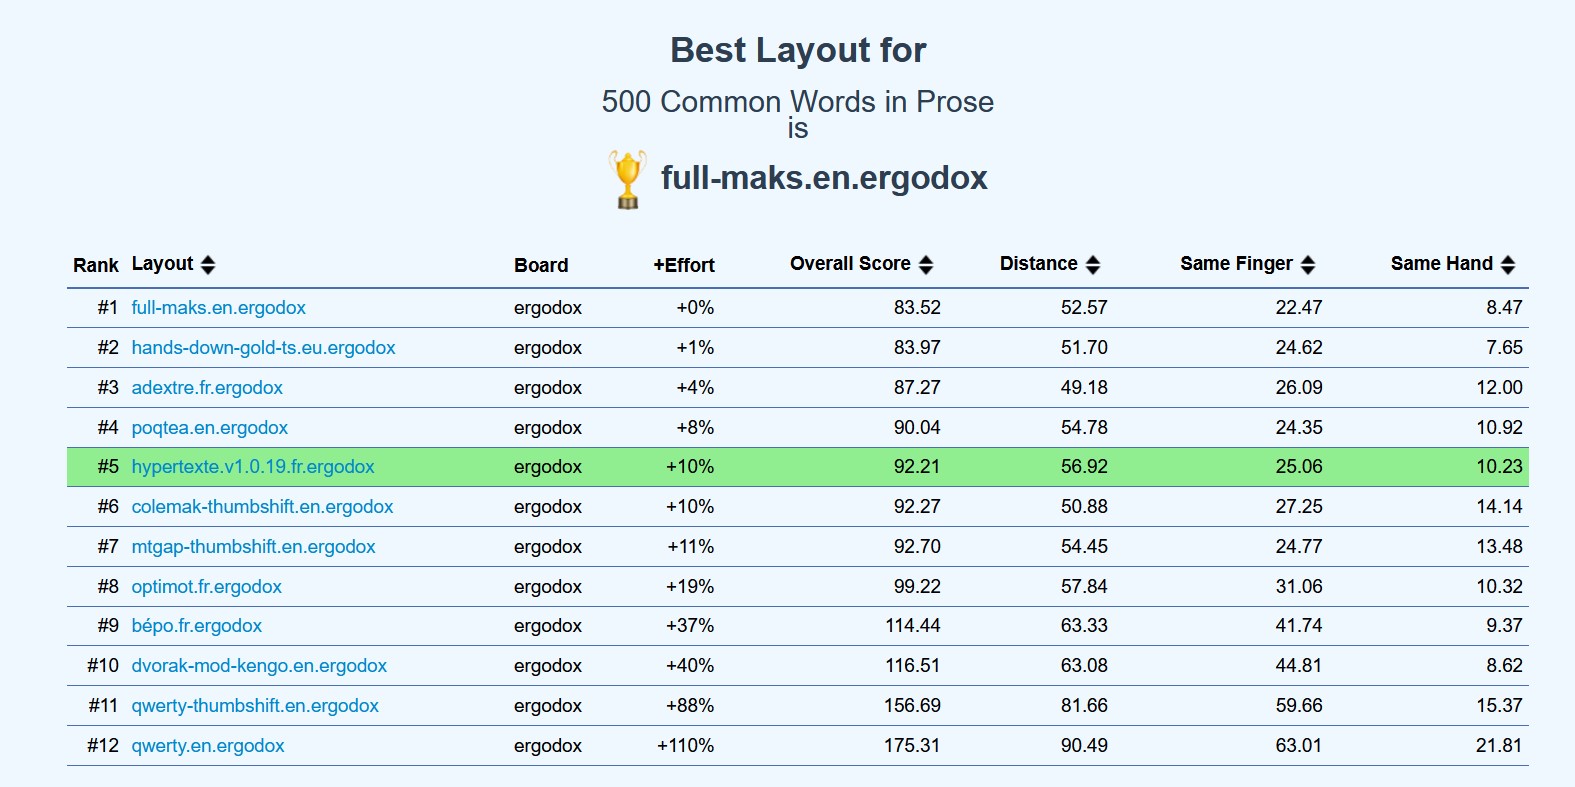 Best Layout for
500 Common Words in Prose
is
full-maks.en.ergodox
Rank Layout Board +Effort Overall Score Distance Same Finger Same Hand
#1 full-maks.en.ergodox ergodox +0% 83.52 52.57 22.47 8.47
#2 hands-down-gold-ts.eu.ergodox ergodox +1% 83.97 51.70 24.62 7.65
#3 adextre.fr.ergodox ergodox +4% 87.27 49.18 26.09 12.00
#4 poqtea.en.ergodox ergodox +8% 90.04 54.78 24.35 10.92
#5 hypertexte.v1.0.19.fr.ergodox ergodox +10% 92.21 56.92 25.06 10.23
#6 colemak-thumbshift.en.ergodox ergodox +10% 92.27 50.88 27.25 14.14
#7 mtgap-thumbshift.en.ergodox ergodox +11% 92.70 54.45 24.77 13.48
#8 optimot.fr.ergodox ergodox +19% 99.22 57.84 31.06 10.32
#9 bépo.fr.ergodox ergodox +37% 114.44 63.33 41.74 9.37
#10 dvorak-mod-kengo.en.ergodox ergodox +40% 116.51 63.08 44.81 8.62
#11 qwerty-thumbshift.en.ergodox ergodox +88% 156.69 81.66 59.66 15.37
#12 qwerty.en.ergodox ergodox +110% 175.31 90.49 63.01 21.81